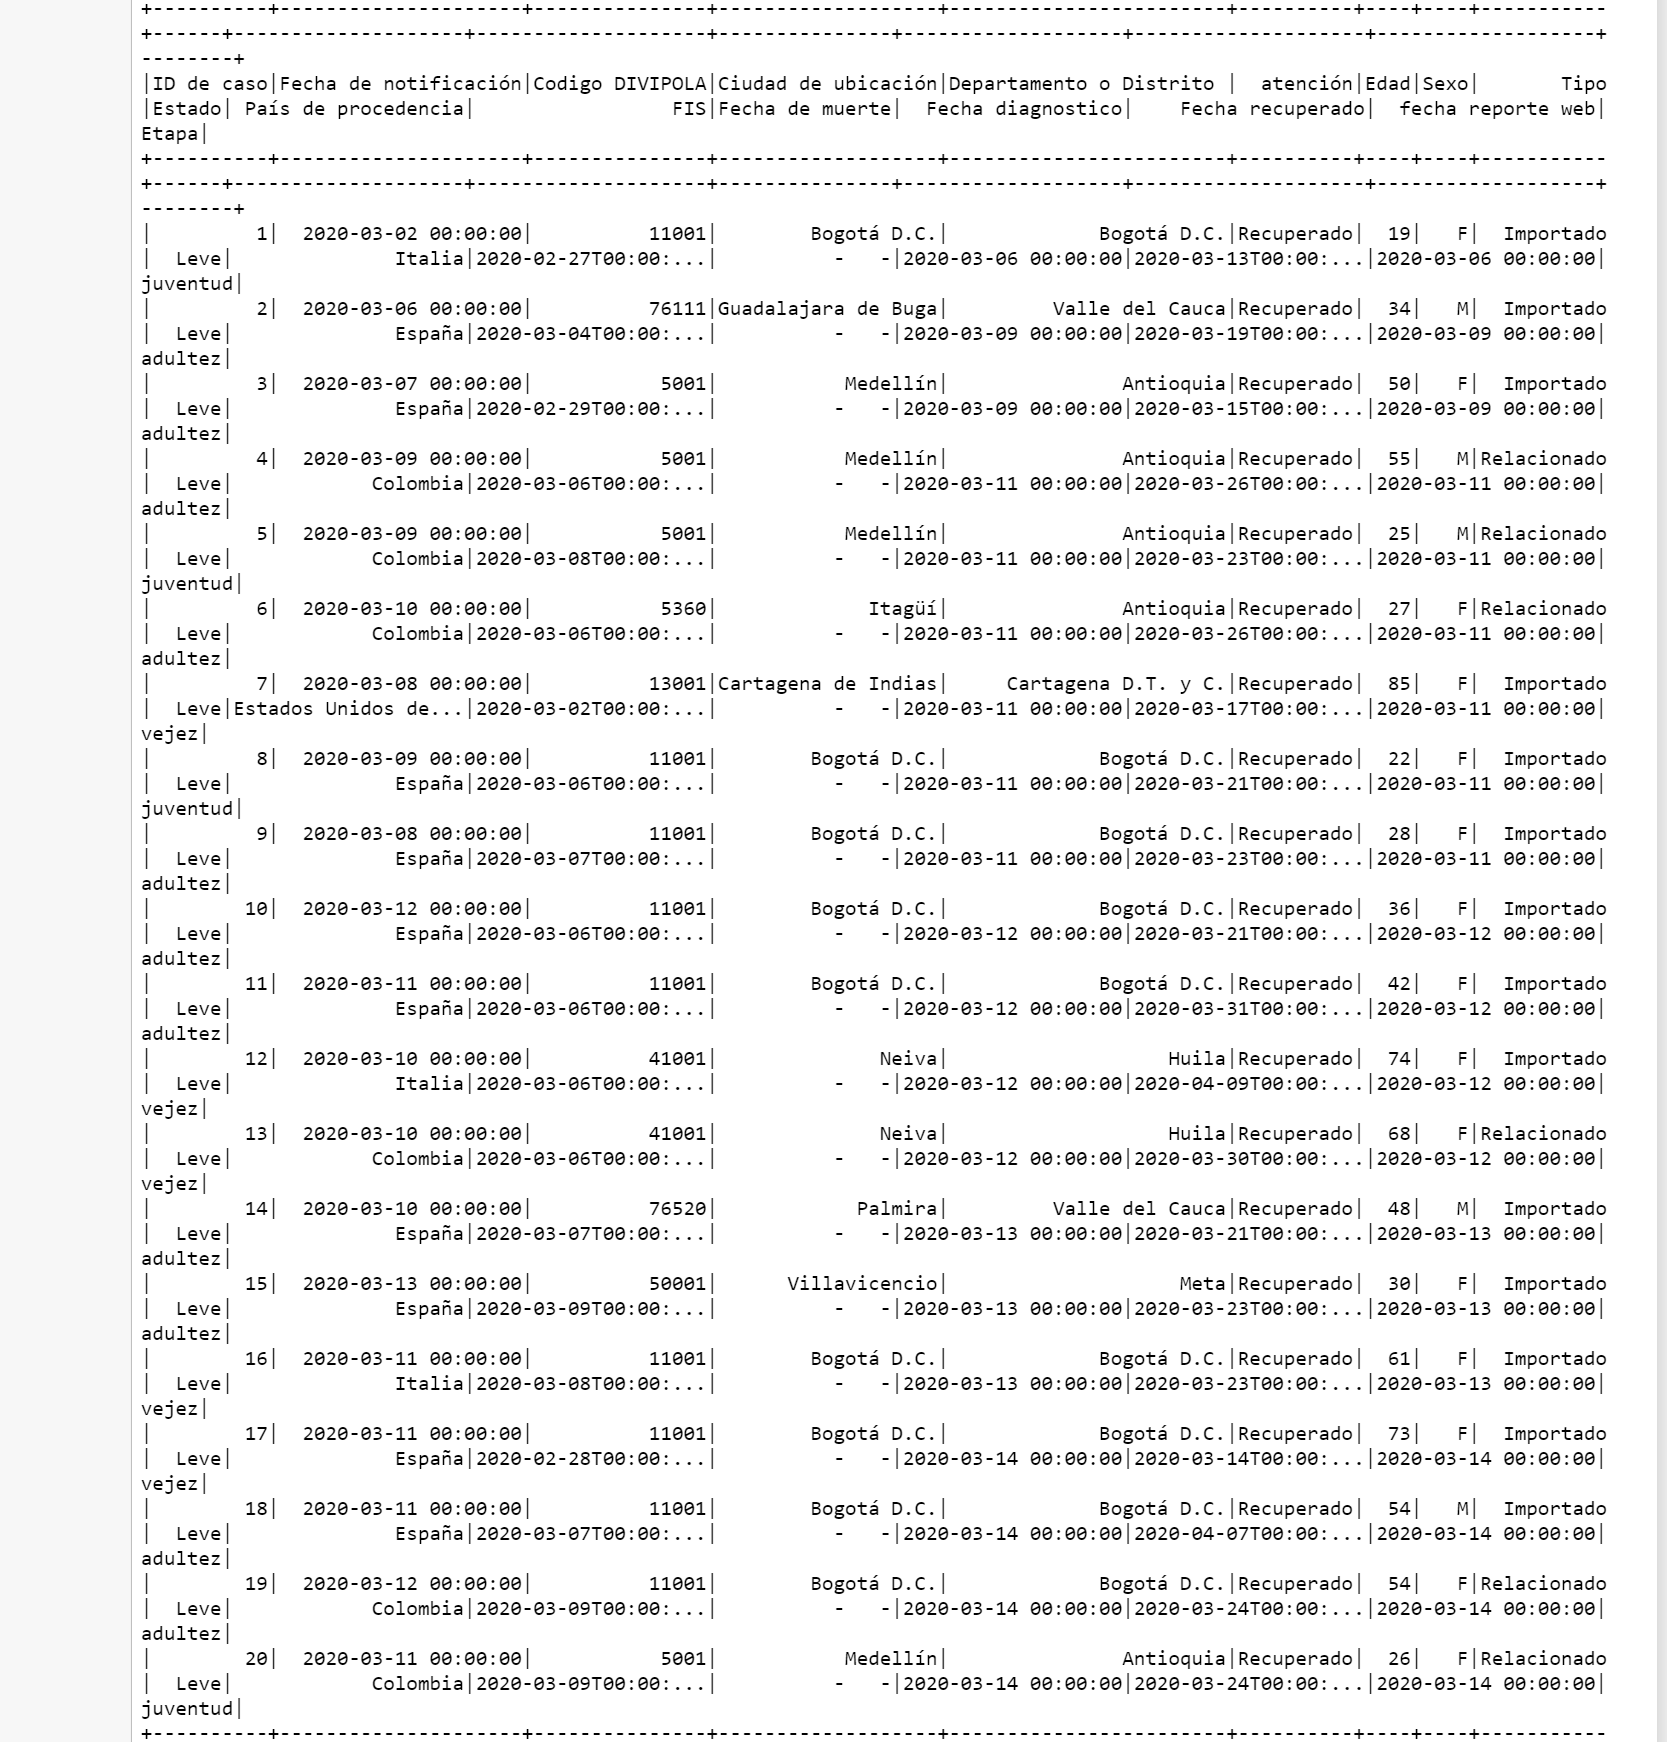 +----------+---------------------+---------------+-------------------+------------------------+----------+----+----+-----------
+------+--------------------+--------------------+---------------+-------------------+--------------------+-------------------+
--------+
|ID de caso|Fecha de notificación|Codigo DIVIPOLA|Ciudad de ubicación|Departamento o Distrito |  atención|Edad|Sexo|       Tipo
|Estado| País de procedencia|                 FIS|Fecha de muerte|  Fecha diagnostico|    Fecha recuperado|  fecha reporte web|
Etapa|
+----------+---------------------+---------------+-------------------+------------------------+----------+----+----+-----------
+------+--------------------+--------------------+---------------+-------------------+--------------------+-------------------+
--------+
|         1|  2020-03-02 00:00:00|          11001|        Bogotá D.C.|             Bogotá D.C.|Recuperado|  19|   F|  Importado
|  Leve|              Italia|2020-02-27T00:00:...|          -   -|2020-03-06 00:00:00|2020-03-13T00:00:...|2020-03-06 00:00:00|
juventud|
|         2|  2020-03-06 00:00:00|          76111|Guadalajara de Buga|         Valle del Cauca|Recuperado|  34|   M|  Importado
|  Leve|              España|2020-03-04T00:00:...|          -   -|2020-03-09 00:00:00|2020-03-19T00:00:...|2020-03-09 00:00:00|
adultez|
|         3|  2020-03-07 00:00:00|           5001|           Medellín|               Antioquia|Recuperado|  50|   F|  Importado
|  Leve|              España|2020-02-29T00:00:...|          -   -|2020-03-09 00:00:00|2020-03-15T00:00:...|2020-03-09 00:00:00|
adultez|
|         4|  2020-03-09 00:00:00|           5001|           Medellín|               Antioquia|Recuperado|  55|   M|Relacionado
|  Leve|            Colombia|2020-03-06T00:00:...|          -   -|2020-03-11 00:00:00|2020-03-26T00:00:...|2020-03-11 00:00:00|
adultez|
|         5|  2020-03-09 00:00:00|           5001|           Medellín|               Antioquia|Recuperado|  25|   M|Relacionado
|  Leve|            Colombia|2020-03-08T00:00:...|          -   -|2020-03-11 00:00:00|2020-03-23T00:00:...|2020-03-11 00:00:00|
juventud|
|         6|  2020-03-10 00:00:00|           5360|             Itagüí|               Antioquia|Recuperado|  27|   F|Relacionado
|  Leve|            Colombia|2020-03-06T00:00:...|          -   -|2020-03-11 00:00:00|2020-03-26T00:00:...|2020-03-11 00:00:00|
adultez|
|         7|  2020-03-08 00:00:00|          13001|Cartagena de Indias|     Cartagena D.T. y C.|Recuperado|  85|   F|  Importado
|  Leve|Estados Unidos de...|2020-03-02T00:00:...|          -   -|2020-03-11 00:00:00|2020-03-17T00:00:...|2020-03-11 00:00:00|
vejez|
|         8|  2020-03-09 00:00:00|          11001|        Bogotá D.C.|             Bogotá D.C.|Recuperado|  22|   F|  Importado
|  Leve|              España|2020-03-06T00:00:...|          -   -|2020-03-11 00:00:00|2020-03-21T00:00:...|2020-03-11 00:00:00|
juventud|
|         9|  2020-03-08 00:00:00|          11001|        Bogotá D.C.|             Bogotá D.C.|Recuperado|  28|   F|  Importado
|  Leve|              España|2020-03-07T00:00:...|          -   -|2020-03-11 00:00:00|2020-03-23T00:00:...|2020-03-11 00:00:00|
adultez|
|        10|  2020-03-12 00:00:00|          11001|        Bogotá D.C.|             Bogotá D.C.|Recuperado|  36|   F|  Importado
|  Leve|              España|2020-03-06T00:00:...|          -   -|2020-03-12 00:00:00|2020-03-21T00:00:...|2020-03-12 00:00:00|
adultez|
|        11|  2020-03-11 00:00:00|          11001|        Bogotá D.C.|             Bogotá D.C.|Recuperado|  42|   F|  Importado
|  Leve|              España|2020-03-06T00:00:...|          -   -|2020-03-12 00:00:00|2020-03-31T00:00:...|2020-03-12 00:00:00|
adultez|
|        12|  2020-03-10 00:00:00|          41001|              Neiva|                   Huila|Recuperado|  74|   F|  Importado
|  Leve|              Italia|2020-03-06T00:00:...|          -   -|2020-03-12 00:00:00|2020-04-09T00:00:...|2020-03-12 00:00:00|
vejez|
|        13|  2020-03-10 00:00:00|          41001|              Neiva|                   Huila|Recuperado|  68|   F|Relacionado
|  Leve|            Colombia|2020-03-06T00:00:...|          -   -|2020-03-12 00:00:00|2020-03-30T00:00:...|2020-03-12 00:00:00|
vejez|
|        14|  2020-03-10 00:00:00|          76520|            Palmira|         Valle del Cauca|Recuperado|  48|   M|  Importado
|  Leve|              España|2020-03-07T00:00:...|          -   -|2020-03-13 00:00:00|2020-03-21T00:00:...|2020-03-13 00:00:00|
adultez|
|        15|  2020-03-13 00:00:00|          50001|      Villavicencio|                    Meta|Recuperado|  30|   F|  Importado
|  Leve|              España|2020-03-09T00:00:...|          -   -|2020-03-13 00:00:00|2020-03-23T00:00:...|2020-03-13 00:00:00|
adultez|
|        16|  2020-03-11 00:00:00|          11001|        Bogotá D.C.|             Bogotá D.C.|Recuperado|  61|   F|  Importado
|  Leve|              Italia|2020-03-08T00:00:...|          -   -|2020-03-13 00:00:00|2020-03-23T00:00:...|2020-03-13 00:00:00|
vejez|
|        17|  2020-03-11 00:00:00|          11001|        Bogotá D.C.|             Bogotá D.C.|Recuperado|  73|   F|  Importado
|  Leve|              España|2020-02-28T00:00:...|          -   -|2020-03-14 00:00:00|2020-03-14T00:00:...|2020-03-14 00:00:00|
vejez|
|        18|  2020-03-11 00:00:00|          11001|        Bogotá D.C.|             Bogotá D.C.|Recuperado|  54|   M|  Importado
|  Leve|              España|2020-03-07T00:00:...|          -   -|2020-03-14 00:00:00|2020-04-07T00:00:...|2020-03-14 00:00:00|
adultez|
|        19|  2020-03-12 00:00:00|          11001|        Bogotá D.C.|             Bogotá D.C.|Recuperado|  54|   F|Relacionado
|  Leve|            Colombia|2020-03-09T00:00:...|          -   -|2020-03-14 00:00:00|2020-03-24T00:00:...|2020-03-14 00:00:00|
adultez|
|        20|  2020-03-11 00:00:00|           5001|           Medellín|               Antioquia|Recuperado|  26|   F|Relacionado
|  Leve|            Colombia|2020-03-09T00:00:...|          -   -|2020-03-14 00:00:00|2020-03-24T00:00:...|2020-03-14 00:00:00|
juventud|
+----------+---------------------+---------------+-------------------+------------------------+----------+----+----+-----------